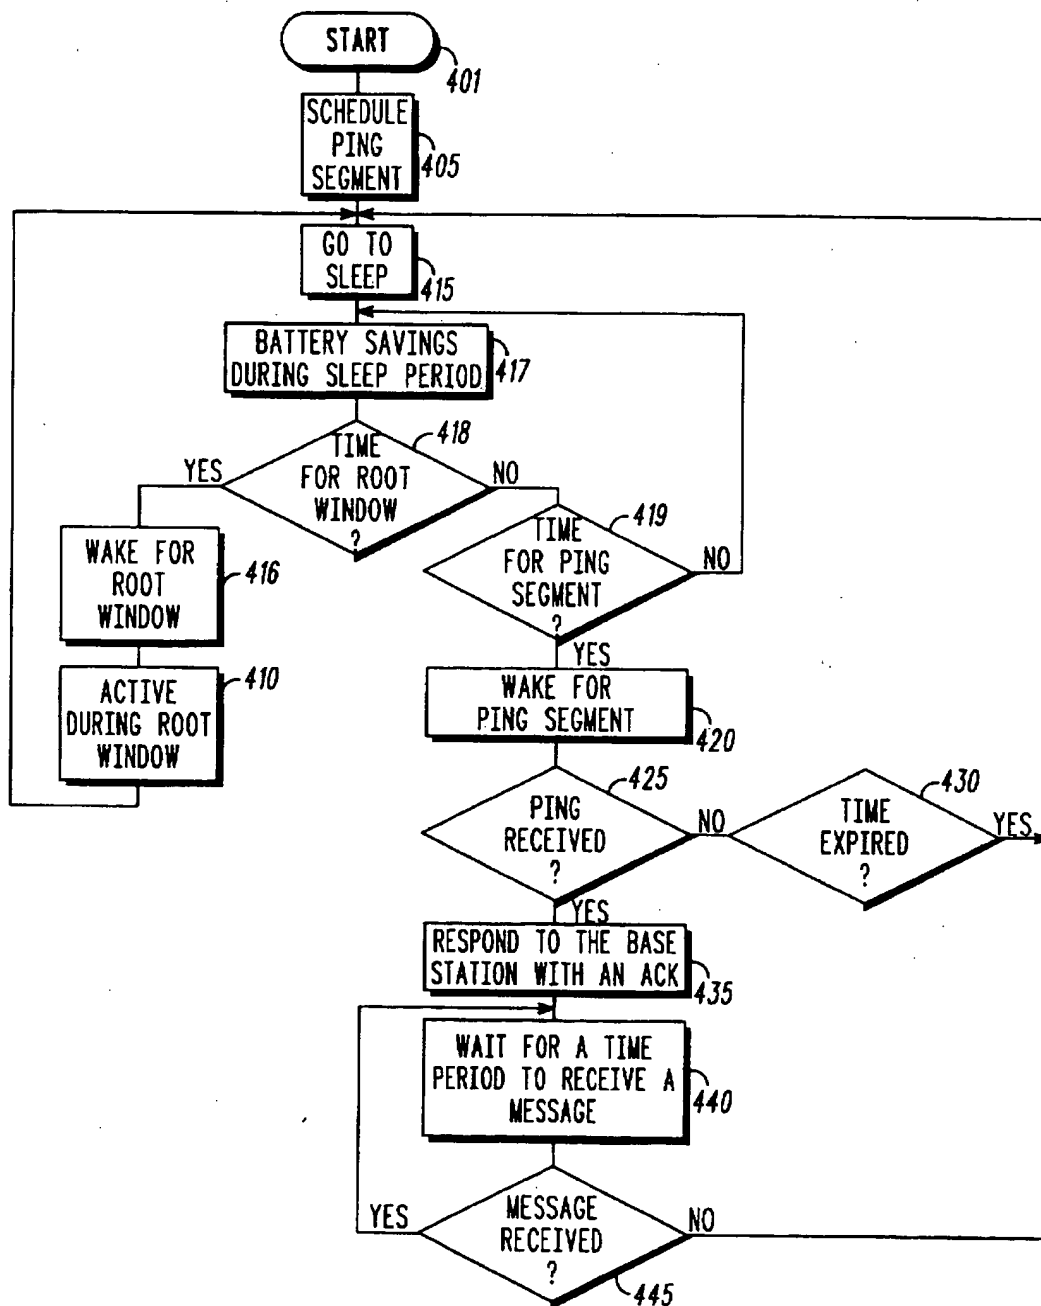 START
401
SCHEDULE
PING
SEGMENT
405
GO TO
SLEEP
415
BATTERY SAVINGS
DURING SLEEP PERIOD
417
TIME
FOR ROOT
WINDOW
?
418
YES
NO
TIME
FOR PING
SEGMENT
?
419
NO
YES
WAKE FOR
ROOT
WINDOW
416
ACTIVE
DURING ROOT
WINDOW
410
WAKE FOR
PING SEGMENT
420
PING
RECEIVED
?
425
NO
YES
TIME
EXPIRED
?
430
YES
RESPOND TO THE BASE
STATION WITH AN ACK
435
WAIT FOR A TIME
PERIOD TO RECEIVE A
MESSAGE
440
MESSAGE
RECEIVED
?
445
YES
NO